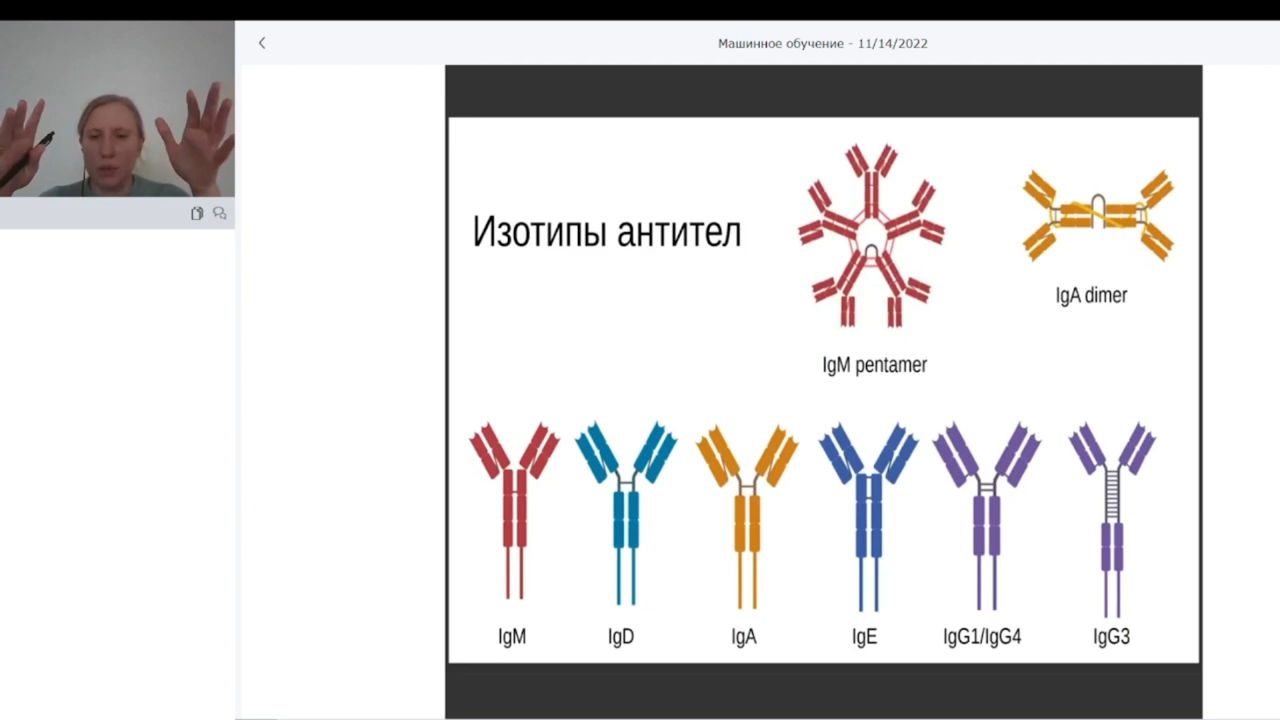 Машинное обучение - 11/14/2022
Изотипы антител
IgA dimer
IgM pentamer
IgM IgD IgA IgE IgG1/IgG4 IgG3